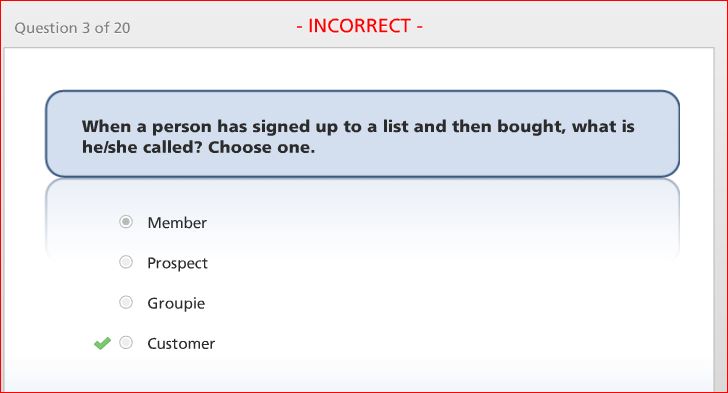 Question 3 of 20
- INCORRECT -
When a person has signed up to a list and then bought, what is
he/she called? Choose one.
Member
Prospect
Groupie
Customer